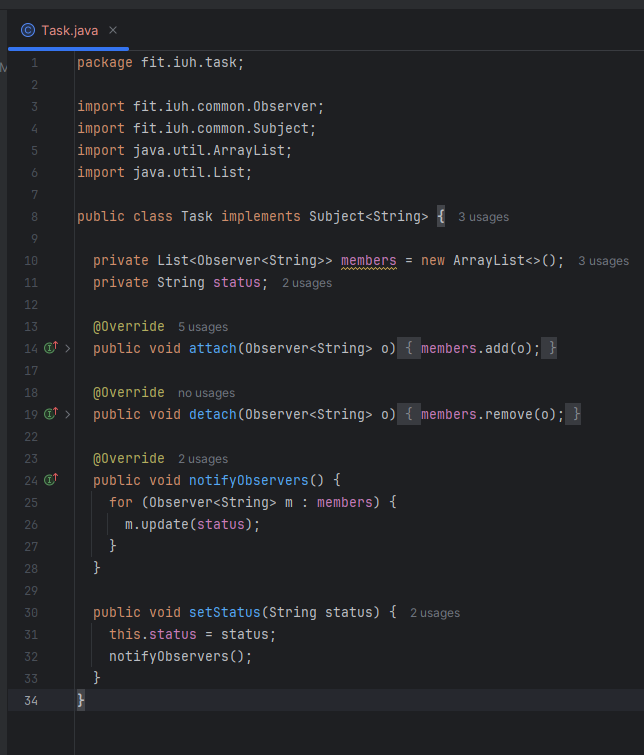 Task.java
1 package fit.iuh.task;
2
3 import fit.iuh.common.Observer;
4 import fit.iuh.common.Subject;
5 import java.util.ArrayList;
6 import java.util.List;
7
8 public class Task implements Subject<String> { 3 usages
9
10 private List<Observer<String>> members = new ArrayList<>(); 3 usages
11 private String status; 2 usages
12
13 @Override 5 usages
14 public void attach(Observer<String> o) { members.add(o); }
17
18 @Override no usages
19 public void detach(Observer<String> o) { members.remove(o); }
22
23 @Override 2 usages
24 public void notifyObservers() {
25 for (Observer<String> m : members) {
26 m.update(status);
27 }
28 }
29
30 public void setStatus(String status) { 2 usages
31 this.status = status;
32 notifyObservers();
33 }
34 }